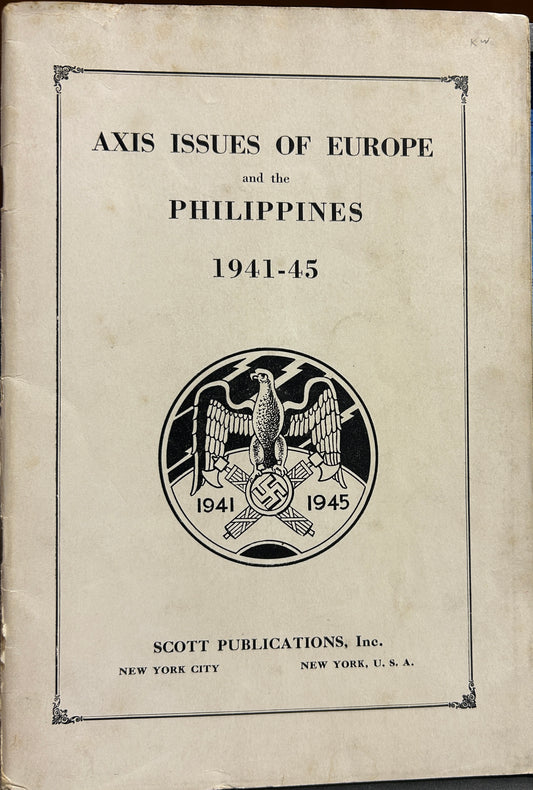 KW
AXIS ISSUES OF EUROPE
and the
PHILIPPINES
1941-45
1941 1945
SCOTT PUBLICATIONS, Inc.
NEW YORK CITY NEW YORK, U. S. A.